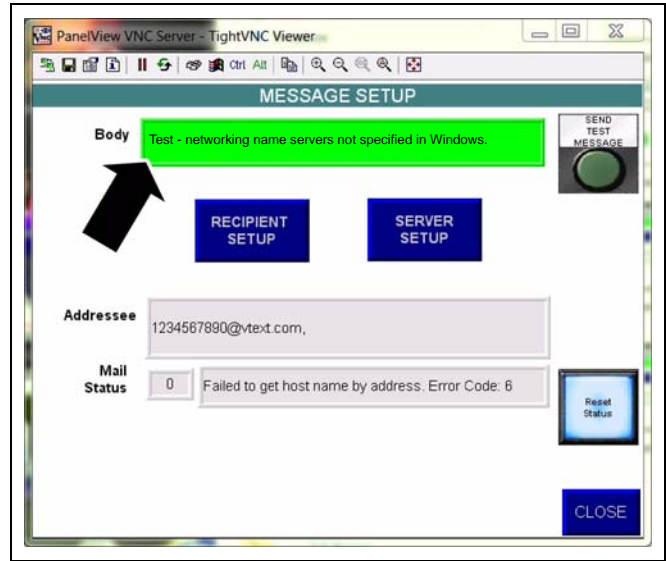 PanelView VNC Server - TightVNC Viewer
Ctrl Alt
MESSAGE SETUP
Body
Test - networking name servers not specified in Windows.
SEND
TEST
MESSAGE
RECIPIENT
SETUP
SERVER
SETUP
Addressee
1234567890@vtext.com,
Mail
Status
0
Failed to get host name by address. Error Code: 6
Reset
Status
CLOSE